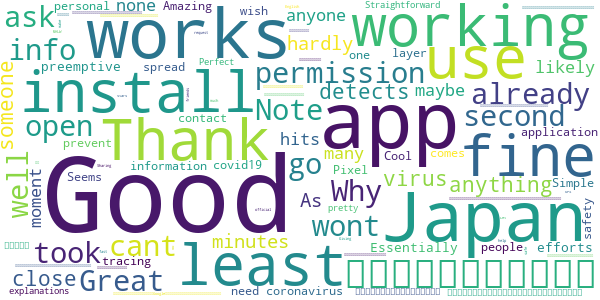 Straightforward
personal none Amazing
ask works working
wish anyone
info hardly one layer
someone preemptive spread permission likely
Perfect detects maybe already
install use
open contact Note second
prevent application
Thank information covid19 hits app fine
moment Seems go many Cool comes
Pixel virus anything Simple
well Good As Why Japan
cant wont Essentially pretty people efforts safety
took minutes least
tracing
close Great
explanations need coronavirus
official
request